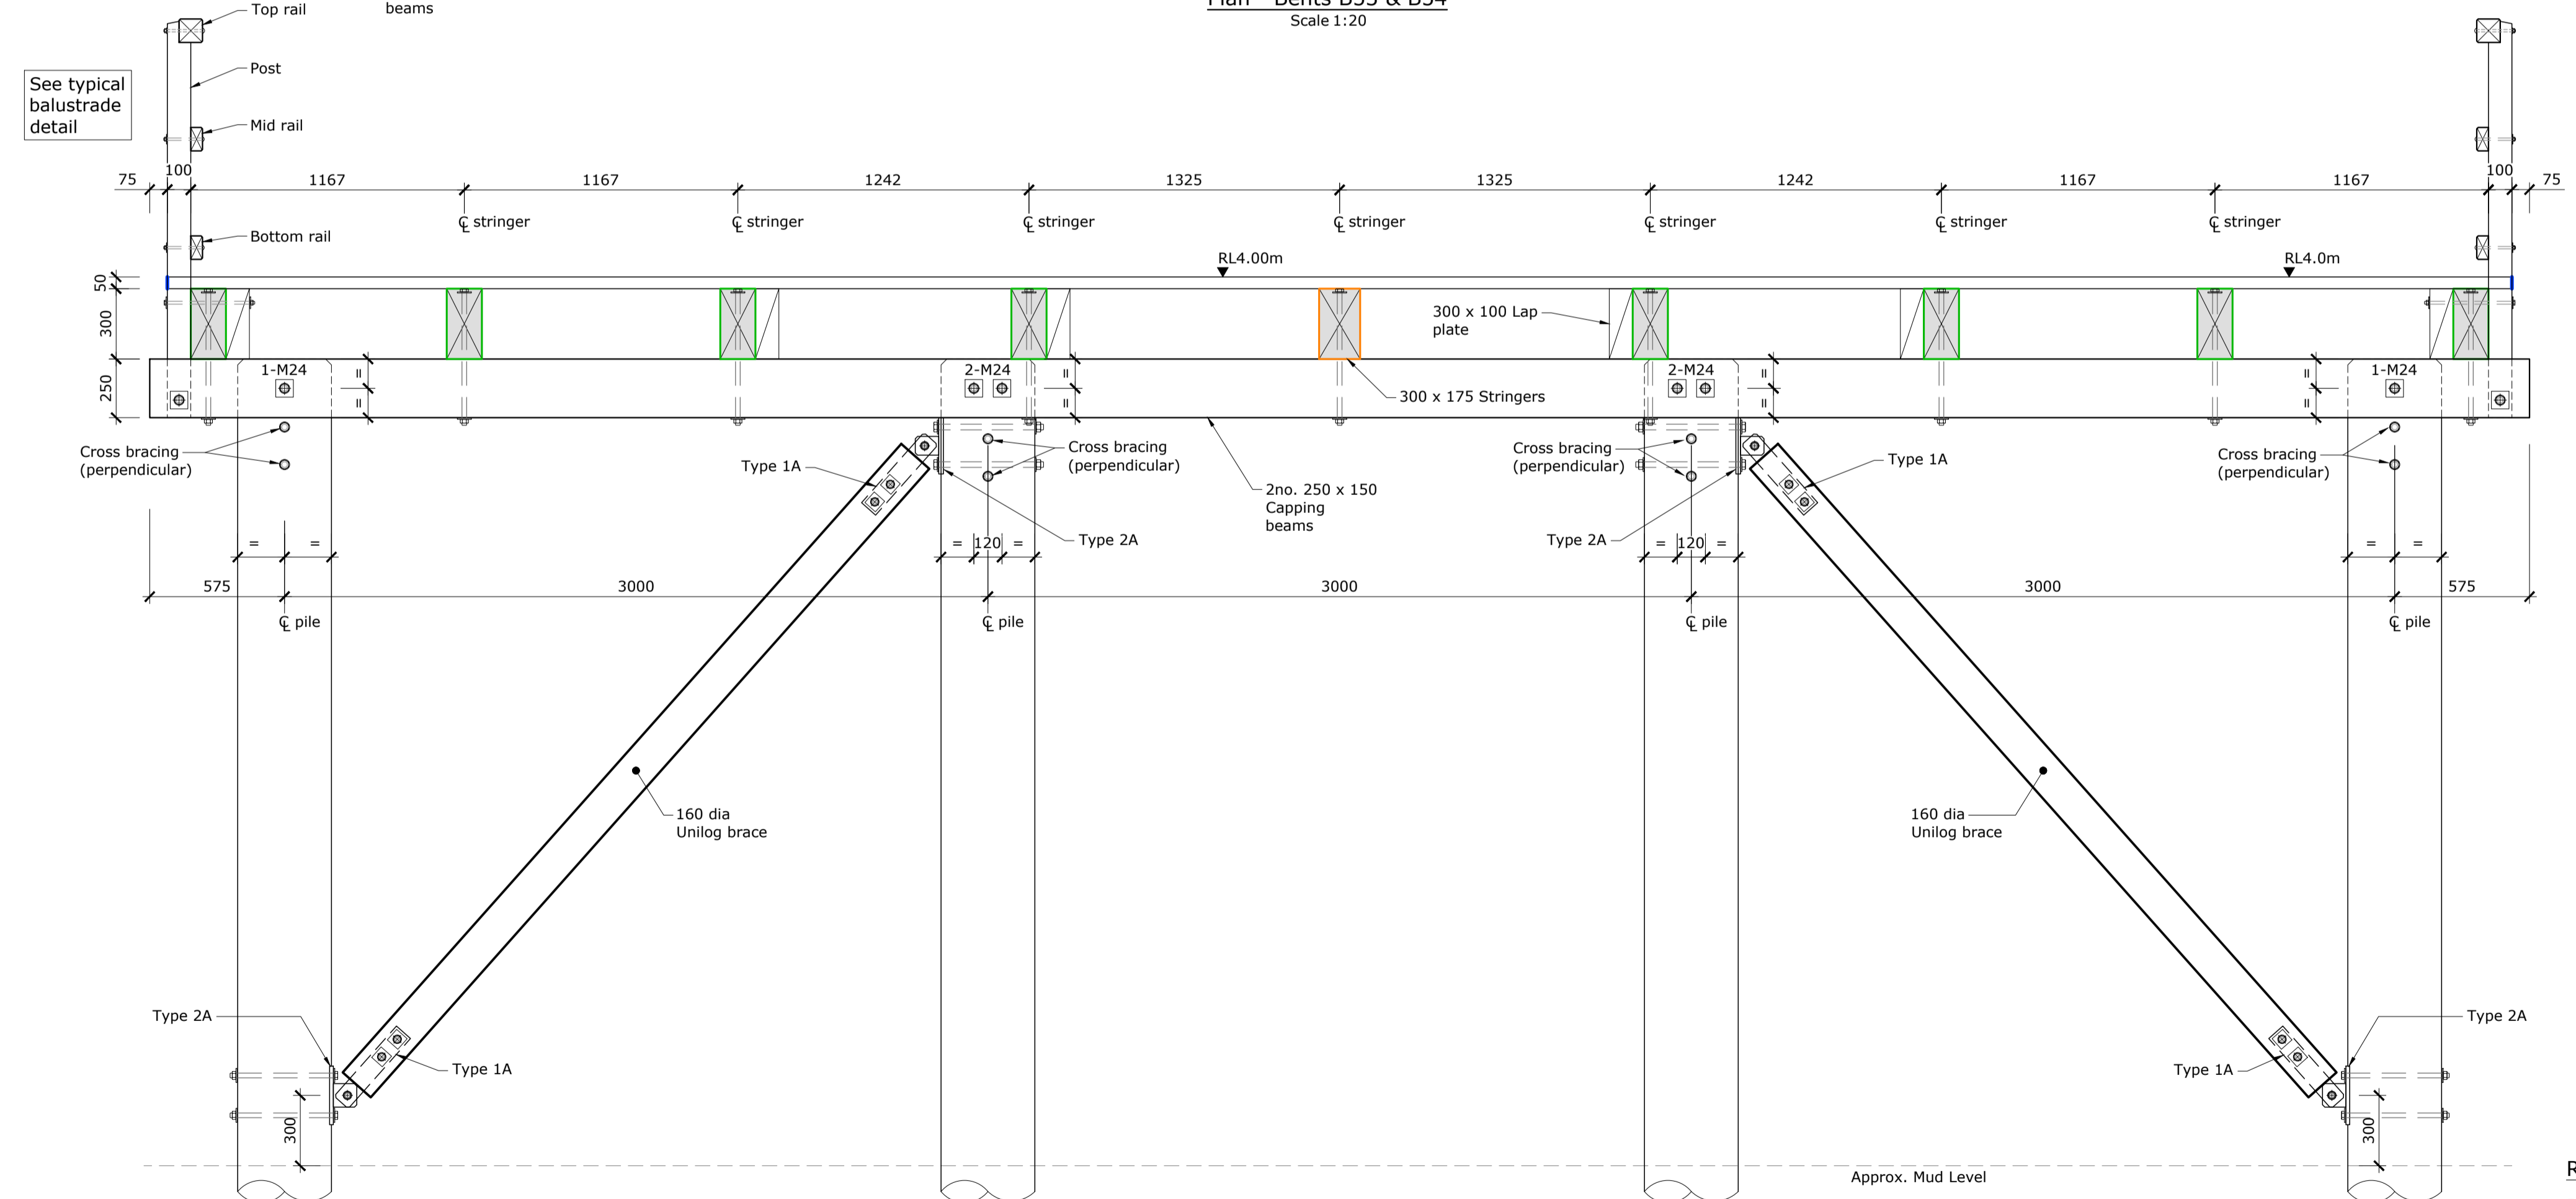 Plan - Bents B33 & B34
Scale 1:20
Top rail
beams
Post
See typical
balustrade
detail
Mid rail
75
100
1167
1167
1242
1325
1325
1242
1167
1167
100
75
℄ stringer
℄ stringer
℄ stringer
℄ stringer
℄ stringer
℄ stringer
℄ stringer
Bottom rail
RL4.00m
RL4.0m
50
300
250
300 x 100 Lap
plate
1-M24
2-M24
2-M24
1-M24
=
=
=
=
=
=
=
=
300 x 175 Stringers
Cross bracing
(perpendicular)
Cross bracing
(perpendicular)
Cross bracing
(perpendicular)
Cross bracing
(perpendicular)
Type 1A
Type 1A
2no. 250 x 150
Capping
beams
Type 2A
Type 2A
=
=
=
120
=
=
120
=
=
=
575
3000
3000
3000
575
℄ pile
℄ pile
℄ pile
℄ pile
160 dia
Unilog brace
160 dia
Unilog brace
Type 2A
Type 2A
Type 1A
Type 1A
300
300
Approx. Mud Level
R